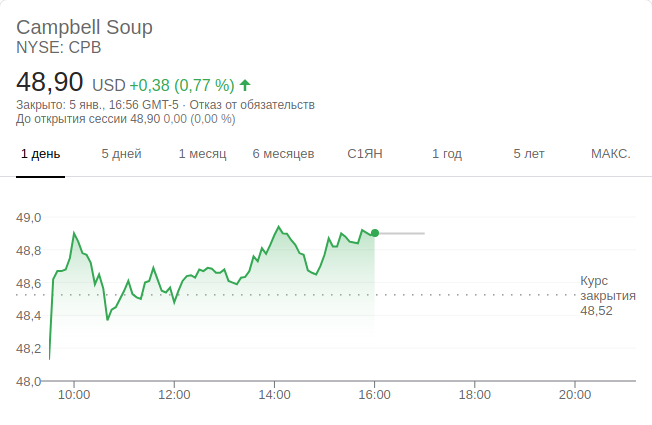 Campbell Soup
NYSE: CPB
48,90 USD +0,38 (0,77 %)
Закрыто: 5 янв., 16:56 GMT-5 · Отказ от обязательств
До открытия сессии 48,90 0,00 (0,00 %)
1 день 5 дней 1 месяц 6 месяцев С1ЯН 1 год 5 лет МАКС.
49,0
48,8
48,6
48,4
48,2
48,0
Курс
закрытия
48,52
10:00 12:00 14:00 16:00 18:00 20:00